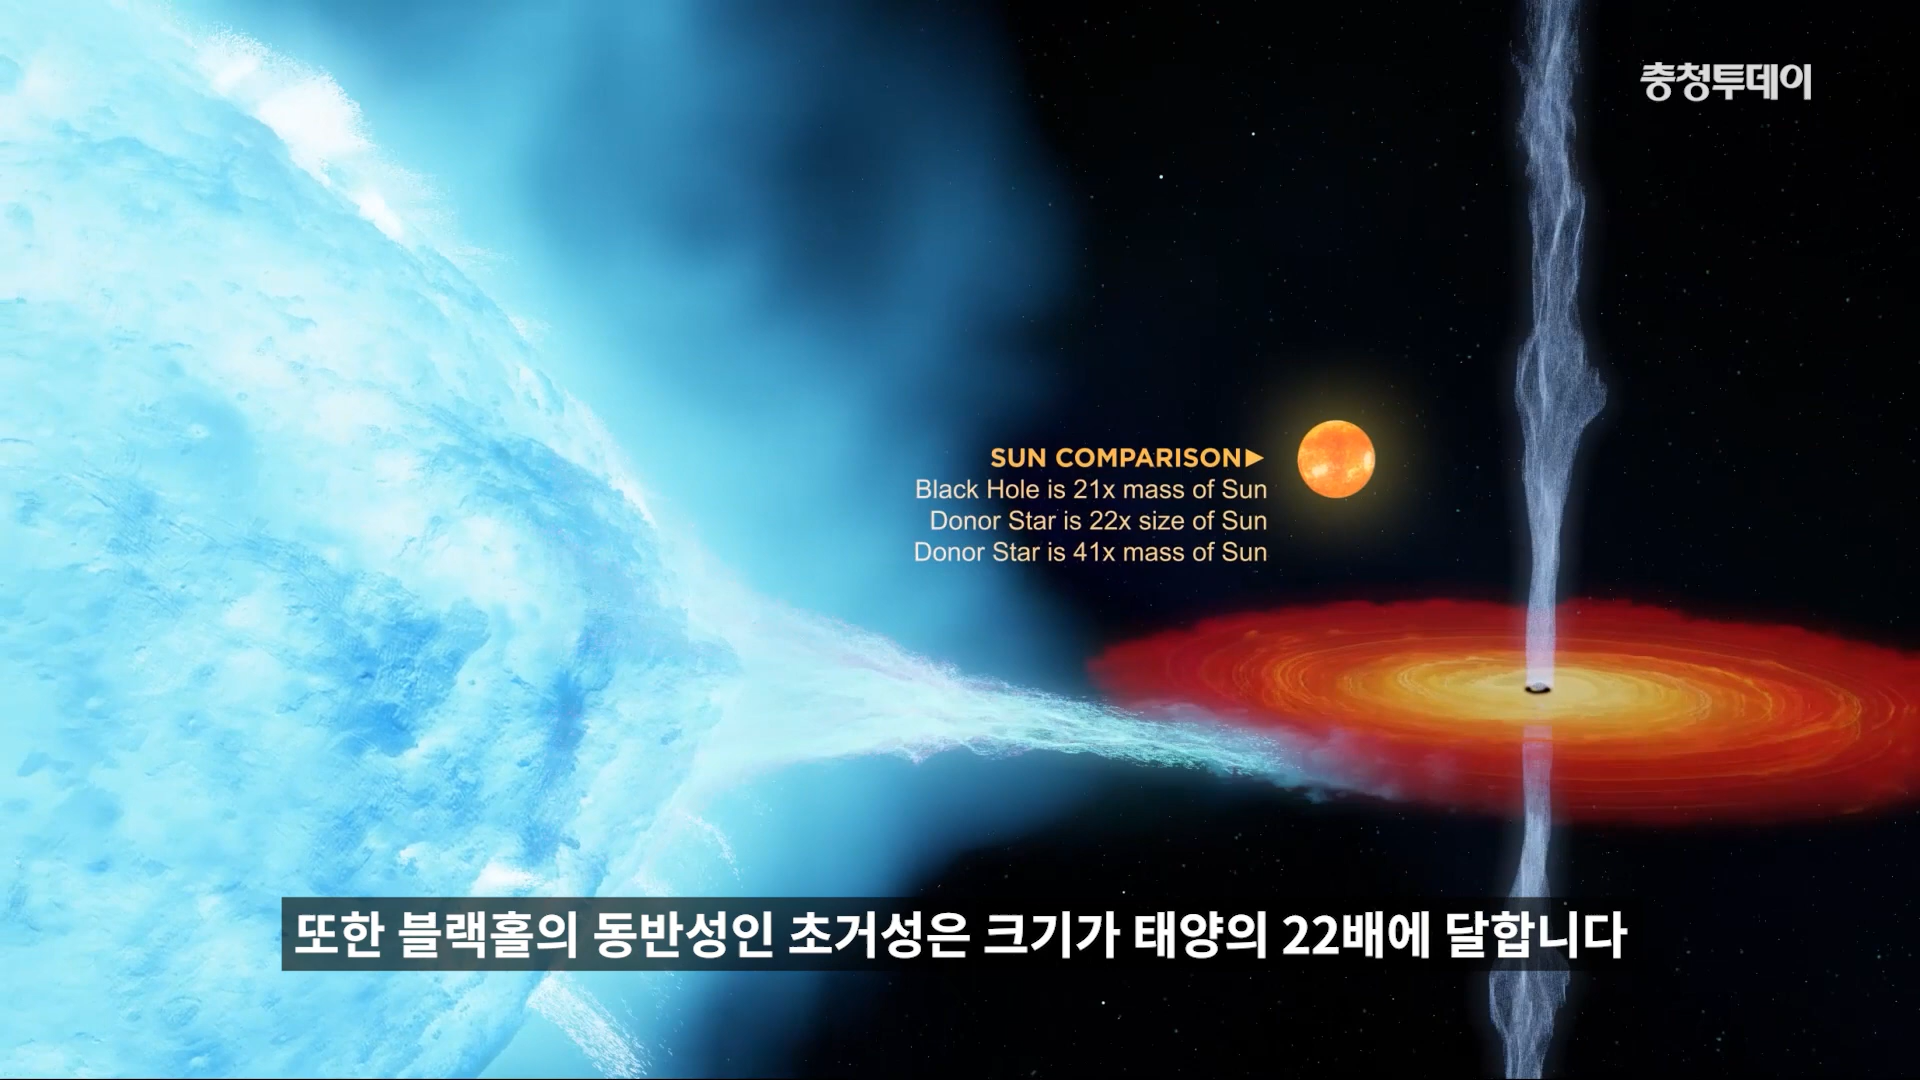 충청투데이
SUN COMPARISON▶
Black Hole is 21x mass of Sun
Donor Star is 22x size of Sun
Donor Star is 41x mass of Sun
또한 블랙홀의 동반성인 초거성은 크기가 태양의 22배에 달합니다